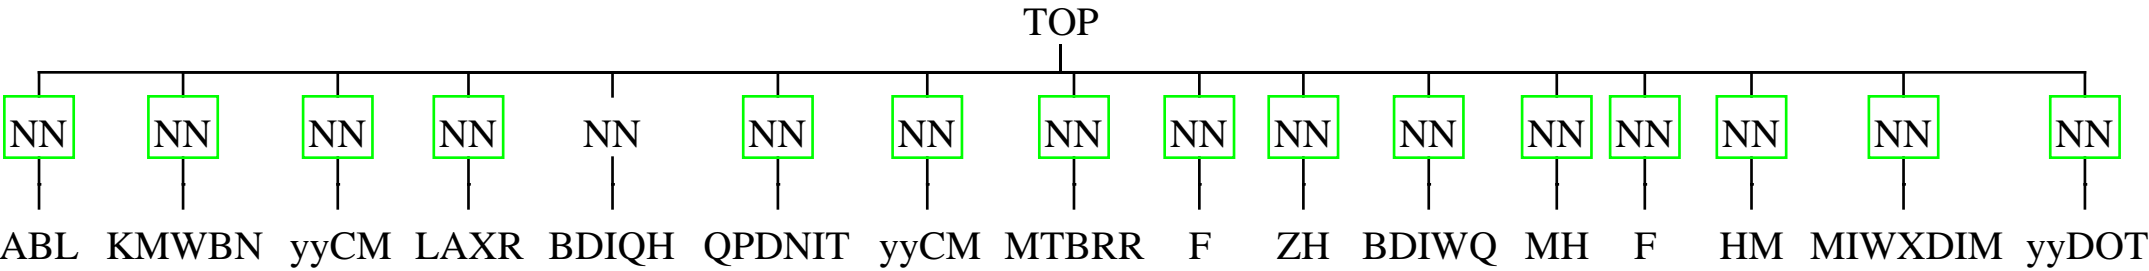 TOP
NN NN NN NN NN NN NN NN NN NN NN NN NN NN NN NN
ABL KMWBN yyCM LAXR BDIQH QPDNIT yyCM MTBRR F ZH BDIWQ MH F HM MIWXDIM yyDOT